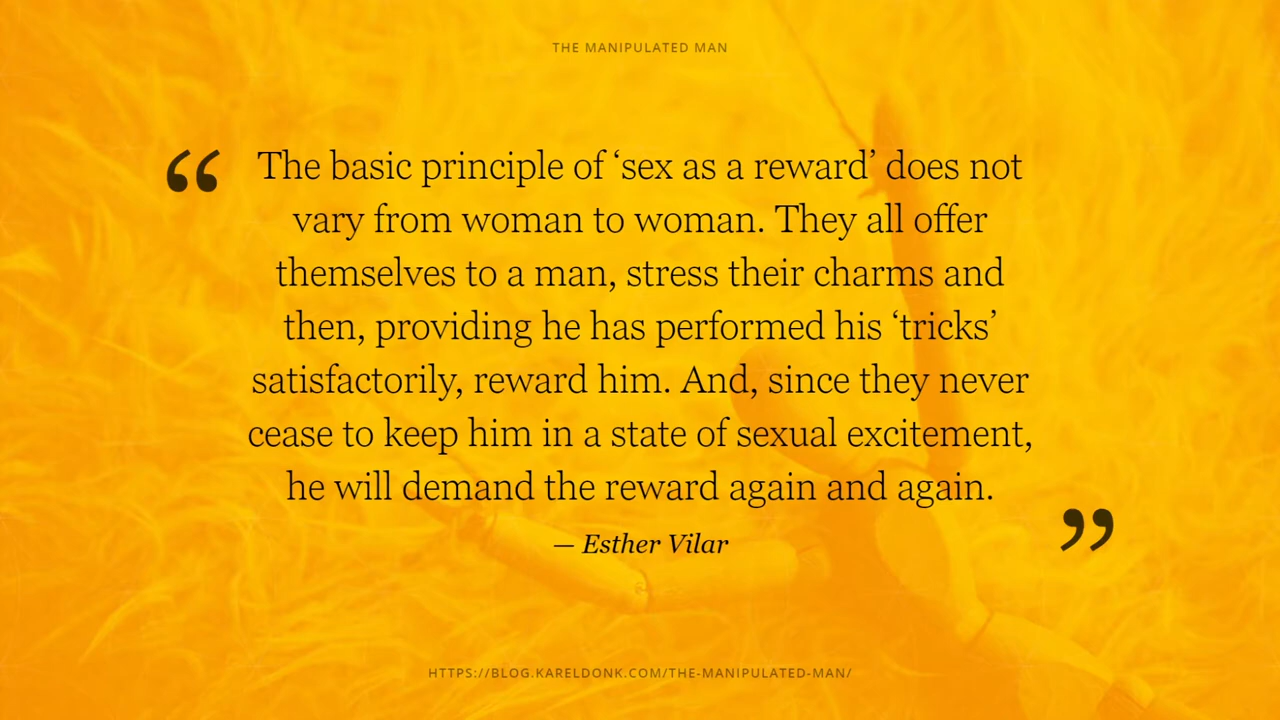 THE MANIPULATED MAN
“ The basic principle of ‘sex as a reward’ does not
vary from woman to woman. They all offer
themselves to a man, stress their charms and
then, providing he has performed his ‘tricks’
satisfactorily, reward him. And, since they never
cease to keep him in a state of sexual excitement,
he will demand the reward again and again. ”
— Esther Vilar
HTTPS://BLOG.KARELDONK.COM/THE-MANIPULATED-MAN/